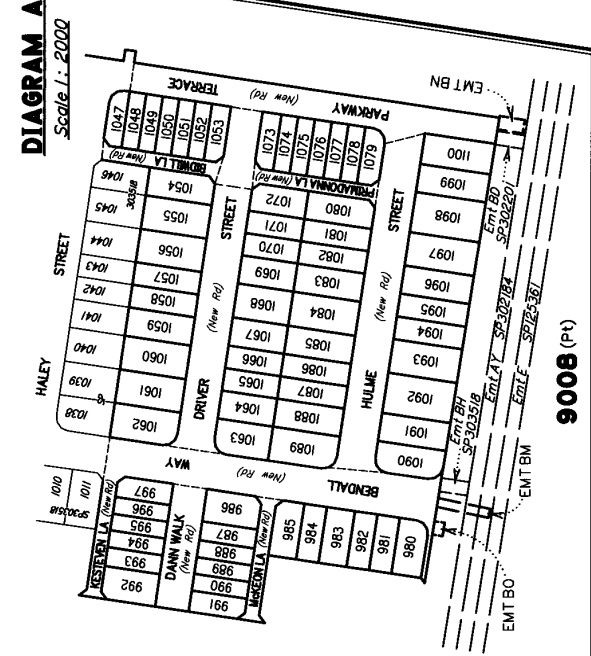 DIAGRAM A
Scale 1 : 2000
1047
1048
1049
1050
1051
1052
1053
TERRACE
(New Rd)
PARKWAY
1073
1074
1075
1076
1077
1078
1079
EMT BN
BIDWILL LA (New Rd)
PRIMADONNA LA (New Rd)
HALEY
STREET
1038
1039
1040
1041
1042
1043
1044
1045
1046
303518
1054
1055
1056
1057
1058
1059
1060
1061
1062
DRIVER
(New Rd)
STREET
1063
1064
1065
1066
1067
1068
1069
1070
1071
1072
1080
1081
1082
1083
1084
1085
1086
1087
1088
1089
HULME
(New Rd)
STREET
1090
1091
1092
1093
1094
1095
1096
1097
1098
1099
1100
Emt BD
SP302201
Emt AY SP302184
Emt E SP125361
Emt BH
SP303518
9008 (Pt)
WAY
(New Rd)
BENDALL
1010
1011
SP303518
KESTEVEN LA (New Rd)
992
993
994
995
996
997
DANN WALK
(New Rd)
986
987
988
989
990
991
McKEON LA (New Rd)
985
984
983
982
981
980
EMT BM
EMT BO